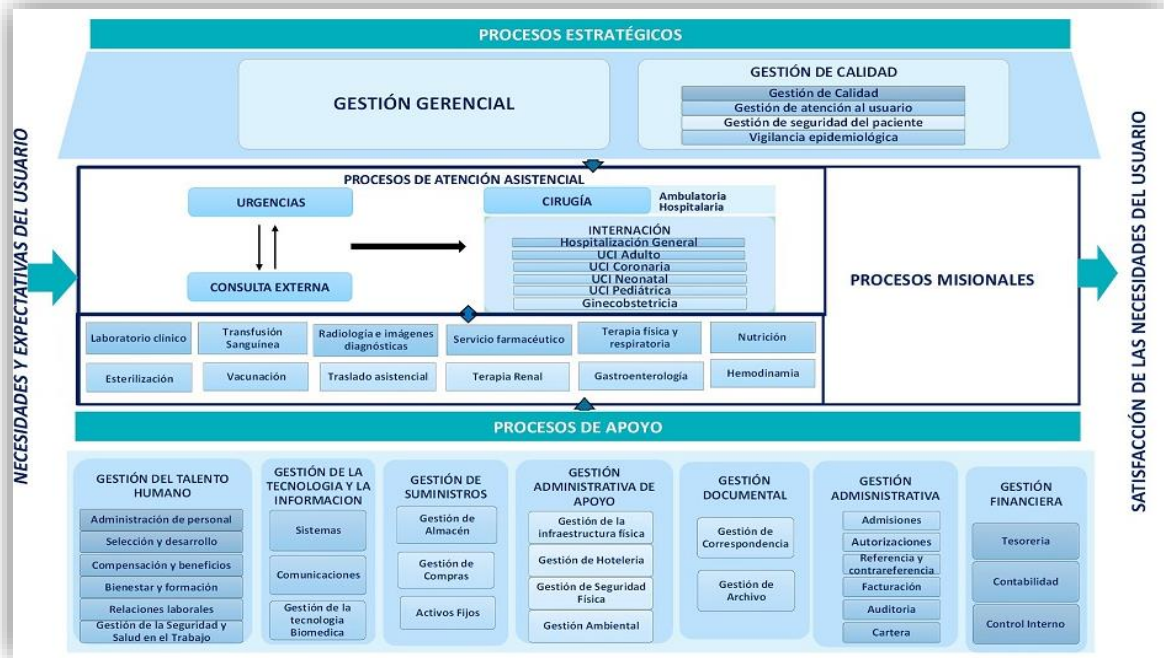 PROCESOS ESTRATÉGICOS
GESTIÓN GERENCIAL
GESTIÓN DE CALIDAD
Gestión de Calidad
Gestión de atención al usuario
Gestión de seguridad del paciente
Vigilancia epidemiológica
NECESIDADES Y EXPECTATIVAS DEL USUARIO
PROCESOS DE ATENCIÓN ASISTENCIAL
URGENCIAS
CONSULTA EXTERNA
CIRUGÍA
Ambulatoria
Hospitalaria
INTERNACIÓN
Hospitalización General
UCI Adulto
UCI Coronaria
UCI Neonatal
UCI Pediátrica
Ginecobstetricia
PROCESOS MISIONALES
Laboratorio clínico
Transfusión
Sanguínea
Radiología e imágenes
diagnósticas
Servicio farmacéutico
Terapia física y
respiratoria
Nutrición
Esterilización
Vacunación
Traslado asistencial
Terapia Renal
Gastroenterología
Hemodinamia
SATISFACCIÓN DE LAS NECESIDADES DEL USUARIO
PROCESOS DE APOYO
GESTIÓN DEL TALENTO
HUMANO
Administración de personal
Selección y desarrollo
Compensación y beneficios
Bienestar y formación
Relaciones laborales
Gestión de la Seguridad y
Salud en el Trabajo
GESTIÓN DE LA
TECNOLOGIA Y LA
INFORMACION
Sistemas
Comunicaciones
Gestión de la
tecnología
Biomedica
GESTIÓN DE
SUMINISTROS
Gestión de
Almacén
Gestión de
Compras
Activos Fijos
GESTIÓN
ADMINISTRATIVA DE
APOYO
Gestión de la
infraestructura física
Gestión de Hoteleria
Gestión de Seguridad
Física
Gestión Ambiental
GESTIÓN
DOCUMENTAL
Gestión de
Correspondencia
Gestión de
Archivo
GESTIÓN
ADMISNISTRATIVA
Admisiones
Autorizaciones
Referencia y
contrareferencia
Facturación
Auditoria
Cartera
GESTIÓN
FINANCIERA
Tesoreria
Contabilidad
Control Interno